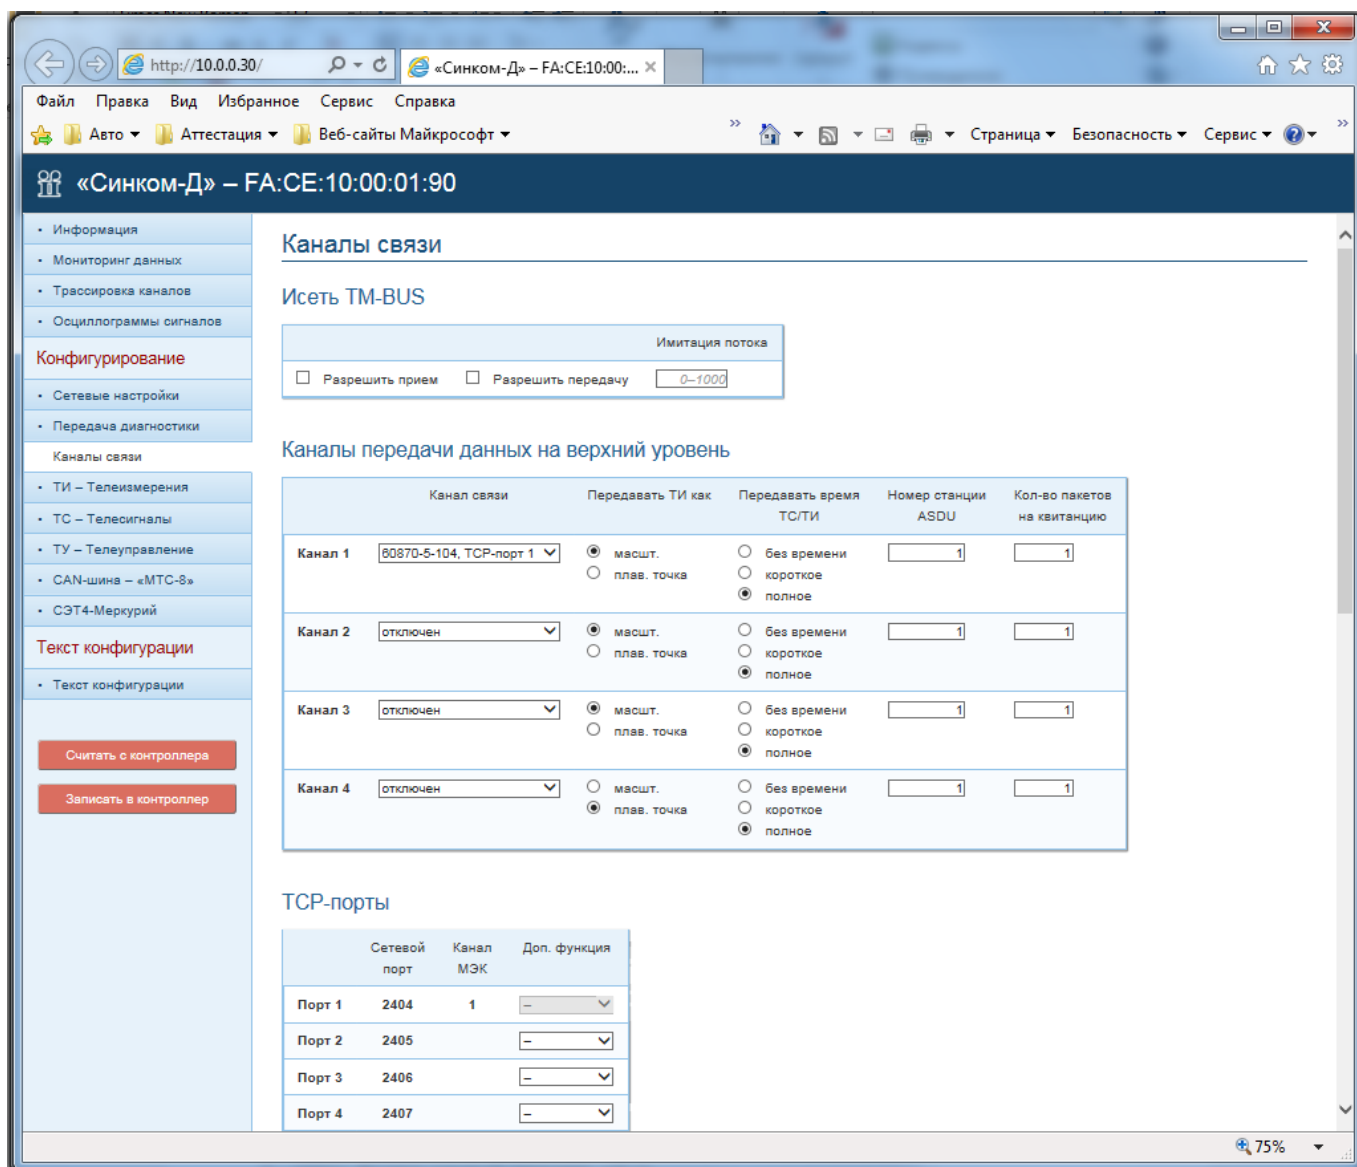 http://10.0.0.30/
«Синком-Д» – FA:CE:10:00:...
Файл Правка Вид Избранное Сервис Справка
Авто Аттестация Веб-сайты Майкрософт
Страница Безопасность Сервис
«Синком-Д» – FA:CE:10:00:01:90
• Информация
• Мониторинг данных
• Трассировка каналов
• Осциллограммы сигналов
Конфигурирование
• Сетевые настройки
• Передача диагностики
Каналы связи
• ТИ – Телеизмерения
• ТС – Телесигналы
• ТУ – Телеуправление
• CAN-шина – «МТС-8»
• СЭТ4-Меркурий
Текст конфигурации
• Текст конфигурации
Считать с контроллера
Записать в контроллер
Каналы связи
Исеть TM-BUS
Имитация потока
Разрешить прием Разрешить передачу 0–1000
Каналы передачи данных на верхний уровень
Канал связи Передавать ТИ как Передавать время Номер станции Кол-во пакетов
ТС/ТИ ASDU на квитанцию
Канал 1 60870-5-104, TCP-порт 1 масшт. без времени 1 1
плав. точка короткое
полное
Канал 2 отключен масшт. без времени 1 1
плав. точка короткое
полное
Канал 3 отключен масшт. без времени 1 1
плав. точка короткое
полное
Канал 4 отключен масшт. без времени 1 1
плав. точка короткое
полное
TCP-порты
Сетевой Канал Доп. функция
порт МЭК
Порт 1 2404 1 –
Порт 2 2405 –
Порт 3 2406 –
Порт 4 2407 –
75%